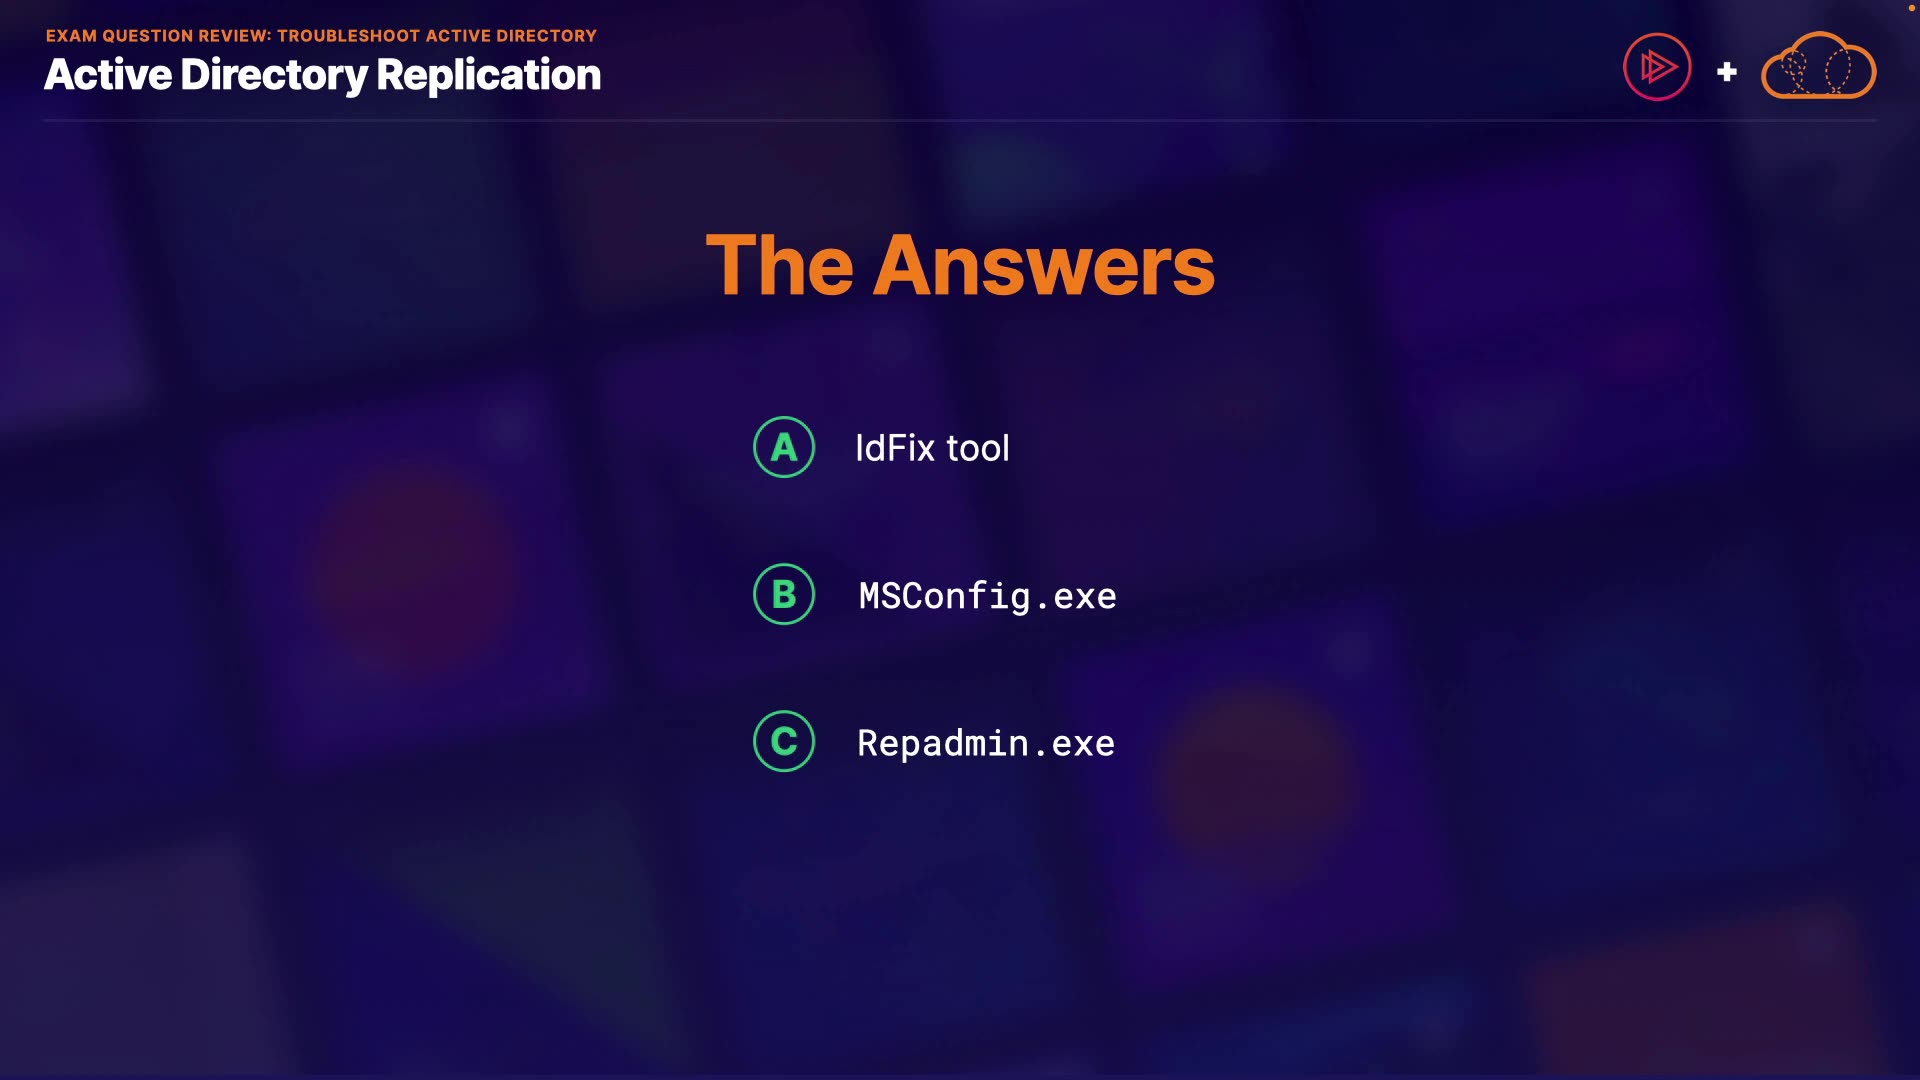 EXAM QUESTION REVIEW: TROUBLESHOOT ACTIVE DIRECTORY
Active Directory Replication
The Answers
A IdFix tool
B MSConfig.exe
C Repadmin.exe